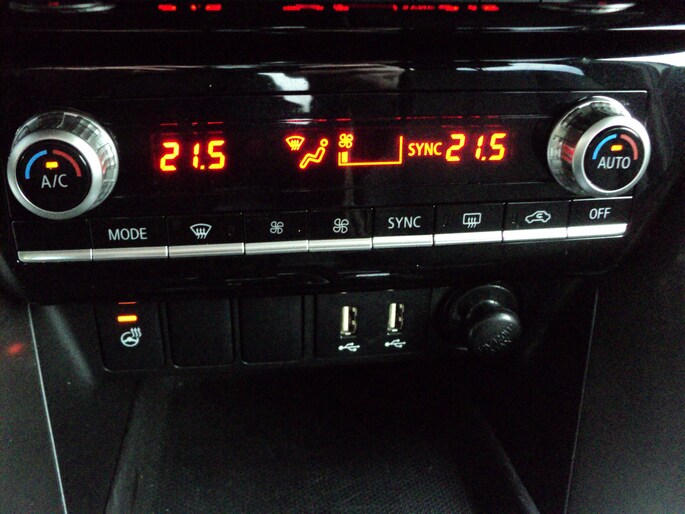 21.5 SYNC 21.5
A/C AUTO
MODE SYNC OFF